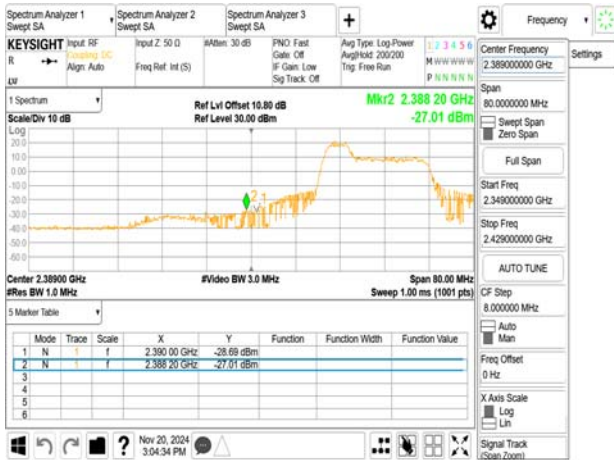 Spectrum Analyzer 1
Swept SA
Spectrum Analyzer 2
Swept SA
Spectrum Analyzer 3
Swept SA
+
Frequency
KEYSIGHT
R
Input: RF
Coupling: DC
Align: Auto
Input Z: 50 Ω
Freq Ref: Int (S)
#Atten: 30 dB
PNO: Fast
Gate: Off
IF Gain: Low
Sig Track: Off
Avg Type: Log-Power
Avg|Hold: 200/200
Trig: Free Run
1 2 3 4 5 6
M W W W W W
P N N N N N
1 Spectrum
Scale/Div 10 dB
Ref Lvl Offset 10.80 dB
Ref Level 30.00 dBm
Mkr2 2.388 20 GHz
-27.01 dBm
Log
20.0
10.0
0.00
-10.0
-20.0
-30.0
-40.0
-50.0
-60.0
2
1
Center 2.38900 GHz
#Res BW 1.0 MHz
#Video BW 3.0 MHz
Span 80.00 MHz
Sweep 1.00 ms (1001 pts)
5 Marker Table
Mode Trace Scale X Y Function Function Width Function Value
1 N 1 f 2.390 00 GHz -28.69 dBm
2 N 1 f 2.388 20 GHz -27.01 dBm
3
4
5
6
Nov 20, 2024
3:04:34 PM
Center Frequency
2.389000000 GHz
Settings
Span
80.0000000 MHz
Swept Span
Zero Span
Full Span
Start Freq
2.349000000 GHz
Stop Freq
2.429000000 GHz
AUTO TUNE
CF Step
8.000000 MHz
Auto
Man
Freq Offset
0 Hz
X Axis Scale
Log
Lin
Signal Track
(Span Zoom)